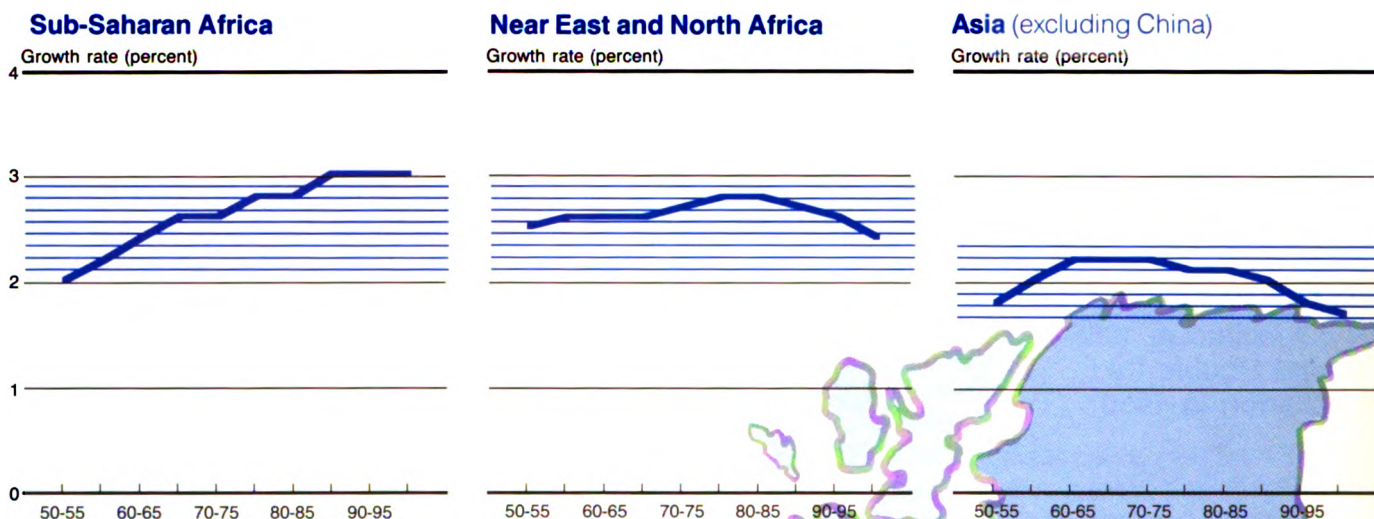 Sub-Saharan Africa
Growth rate (percent)
4
3
2
1
0
50-55 60-65 70-75 80-85 90-95
Near East and North Africa
Growth rate (percent)
50-55 60-65 70-75 80-85 90-95
Asia (excluding China)
Growth rate (percent)
50-55 60-65 70-75 80-85 90-95